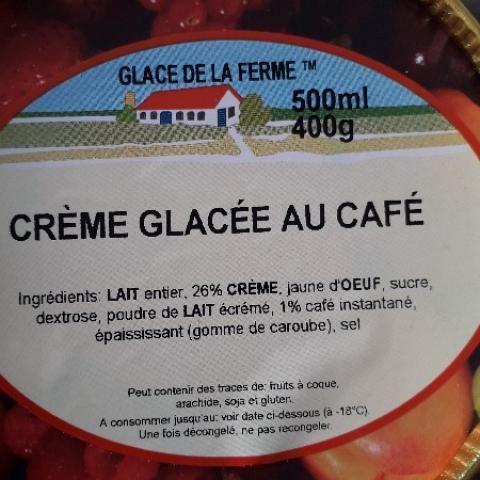 GLACE DE LA FERME ™
500ml
400g
CRÈME GLACÉE AU CAFÉ
Ingrédients: LAIT entier, 26% CRÈME, jaune d'OEUF, sucre,
dextrose, poudre de LAIT écrémé, 1% café instantané,
épaississant (gomme de caroube), sel
Peut contenir des traces de: fruits à coque,
arachide, soja et gluten.
A consommer jusqu'au: voir date ci-dessous (à -18°C).
Une fois décongelé, ne pas recongeler.